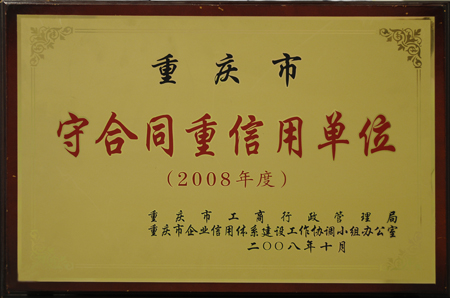 重庆市
守合同重信用单位
(2008年度)
重庆市工商行政管理局
重庆市企业信用体系建设工作协调小组办公室
二〇〇八年十月